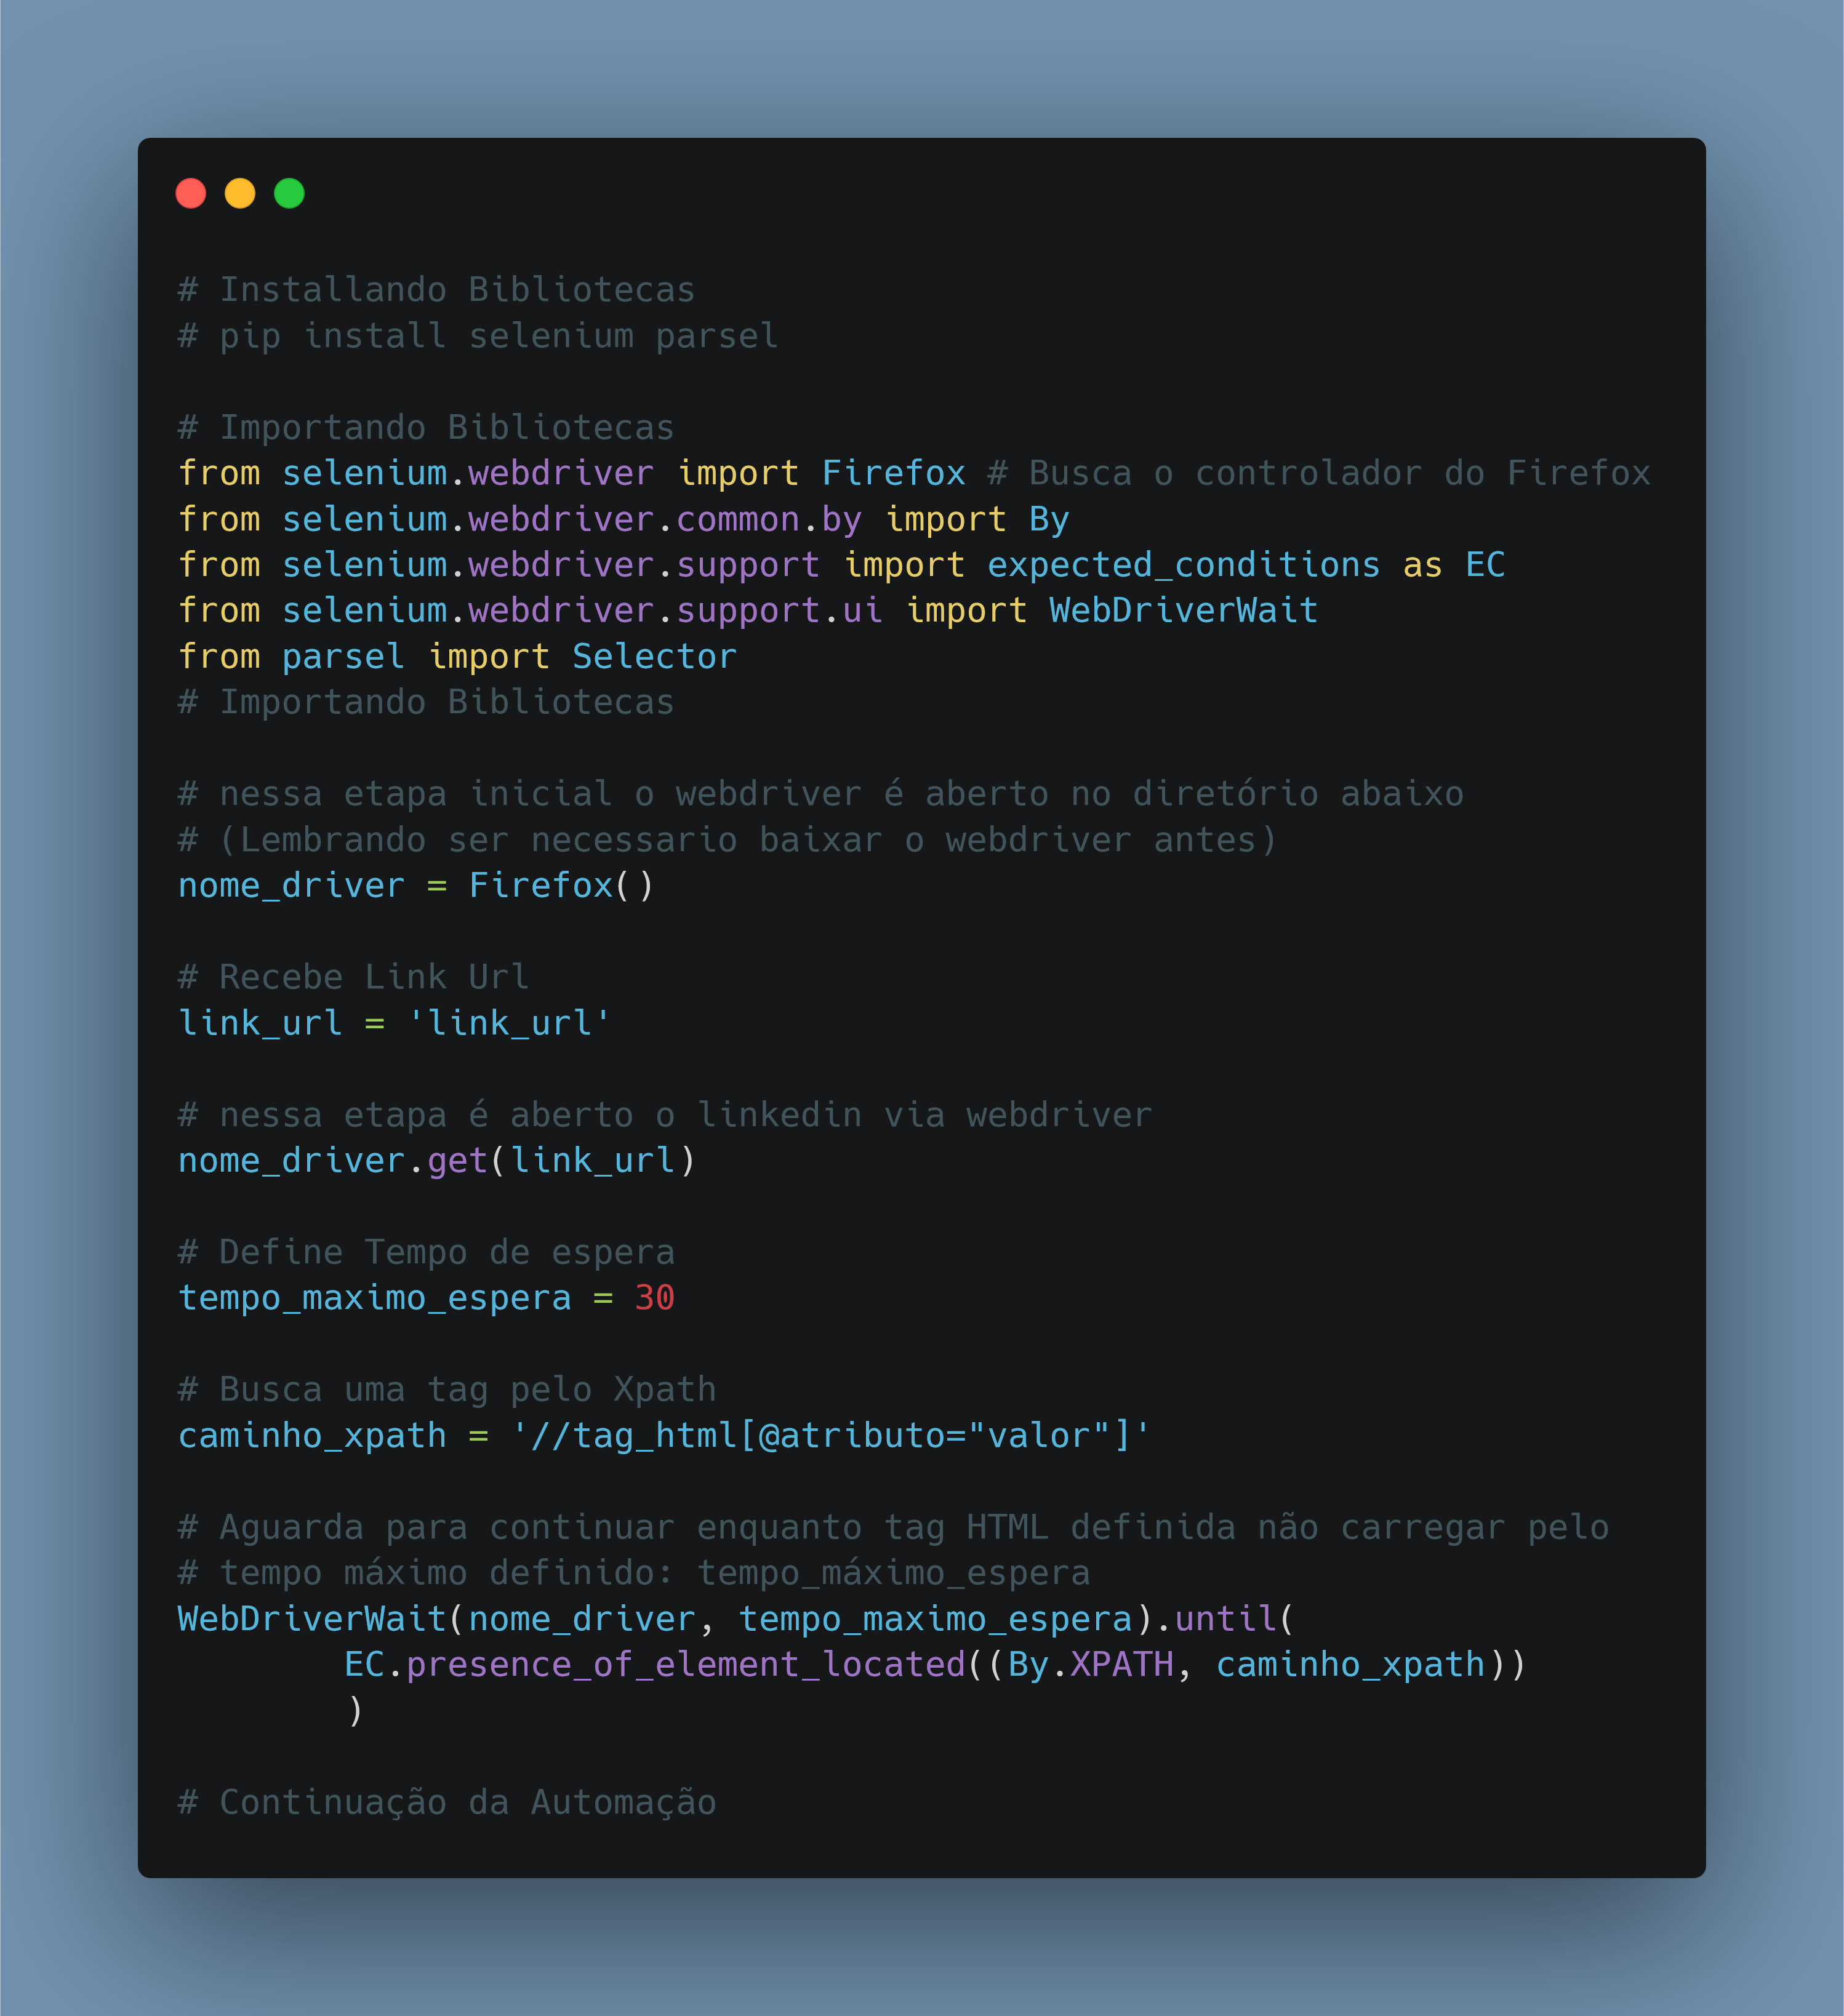 # Installando Bibliotecas
# pip install selenium parsel
# Importando Bibliotecas
from selenium.webdriver import Firefox # Busca o controlador do Firefox
from selenium.webdriver.common.by import By
from selenium.webdriver.support import expected_conditions as EC
from selenium.webdriver.support.ui import WebDriverWait
from parsel import Selector
# Importando Bibliotecas
# nessa etapa inicial o webdriver é aberto no diretório abaixo
# (Lembrando ser necessario baixar o webdriver antes)
nome_driver = Firefox()
# Recebe Link Url
link_url = 'link_url'
# nessa etapa é aberto o linkedin via webdriver
nome_driver.get(link_url)
# Define Tempo de espera
tempo_maximo_espera = 30
# Busca uma tag pelo Xpath
caminho_xpath = '//tag_html[@atributo="valor"]'
# Aguarda para continuar enquanto tag HTML definida não carregar pelo
# tempo máximo definido: tempo_máximo_espera
WebDriverWait(nome_driver, tempo_maximo_espera).until(
        EC.presence_of_element_located((By.XPATH, caminho_xpath))
        )
# Continuação da Automação